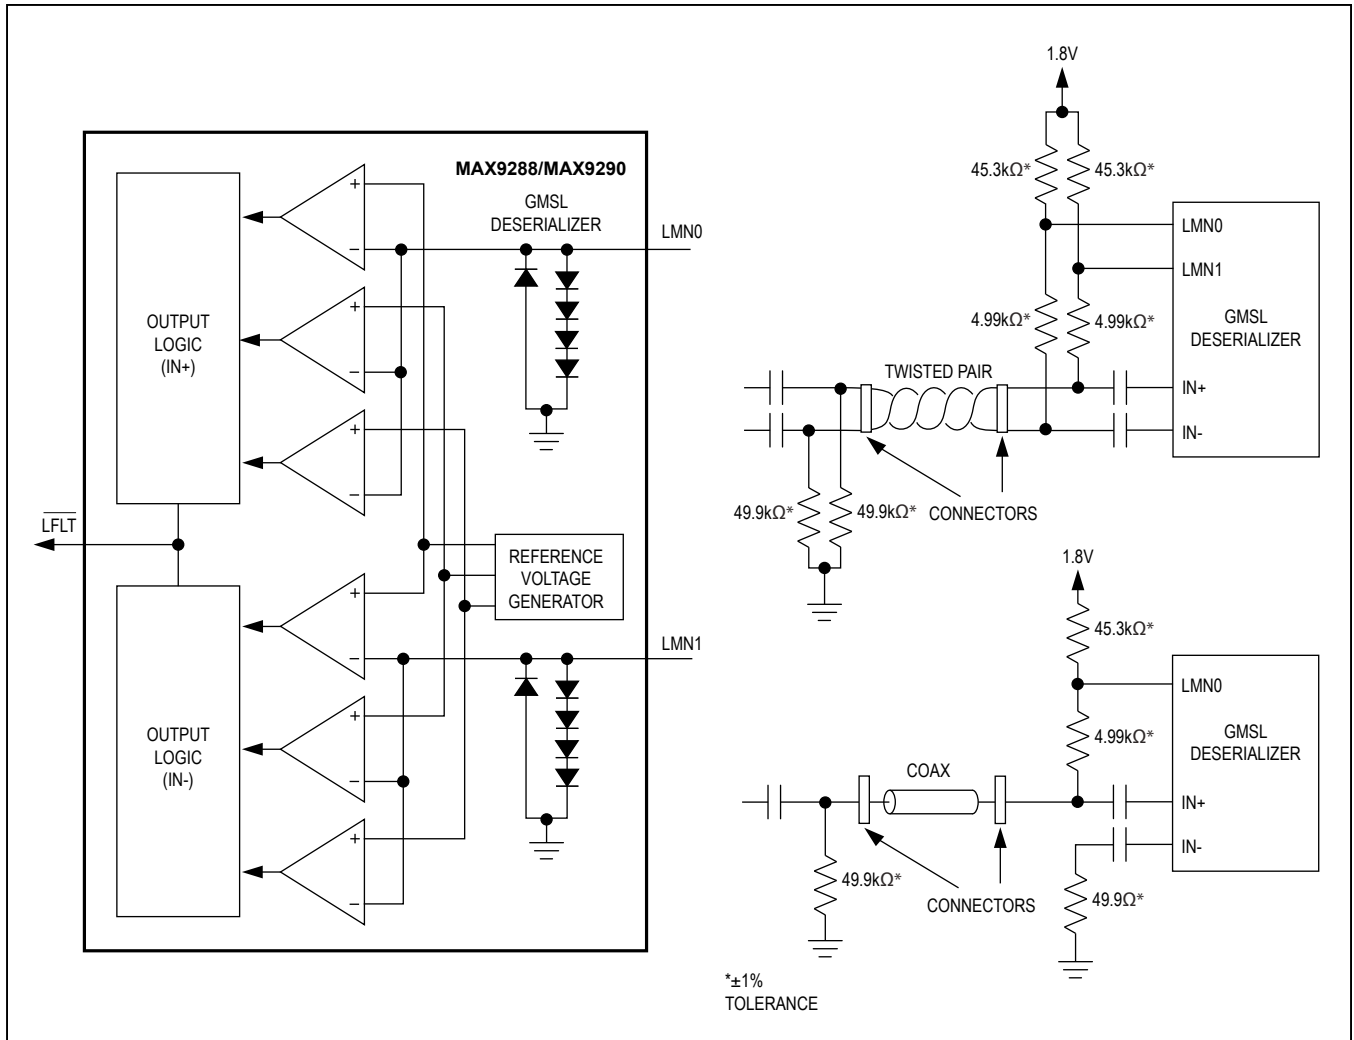 MAX9288/MAX9290
GMSL
DESERIALIZER
LMN0
+
−
+
−
+
−
OUTPUT
LOGIC
(IN+)
LFLT
REFERENCE
VOLTAGE
GENERATOR
LMN1
+
−
+
−
+
−
OUTPUT
LOGIC
(IN-)
1.8V
45.3kΩ*
45.3kΩ*
LMN0
LMN1
4.99kΩ*
4.99kΩ*
GMSL
DESERIALIZER
TWISTED PAIR
IN+
IN-
49.9kΩ*
49.9kΩ*
CONNECTORS
1.8V
45.3kΩ*
LMN0
4.99kΩ*
GMSL
DESERIALIZER
COAX
IN+
IN-
49.9kΩ*
CONNECTORS
49.9Ω*
*±1%
TOLERANCE